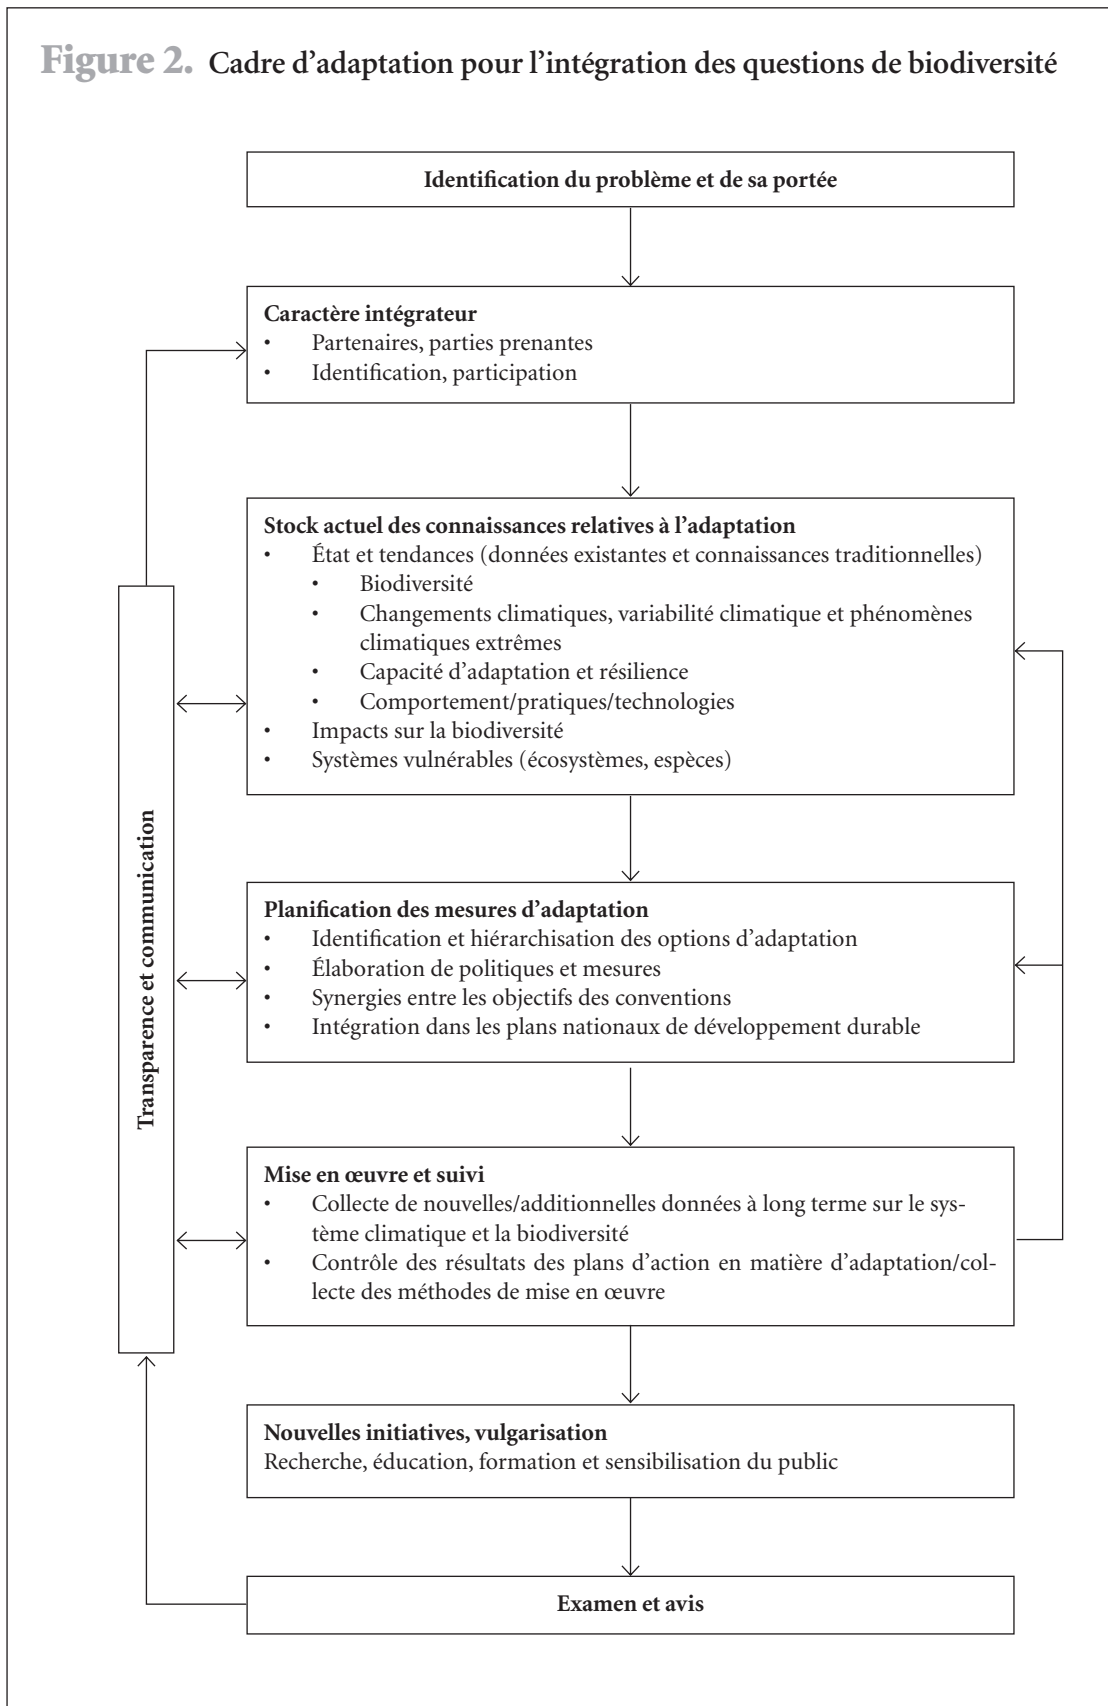 Figure 2. Cadre d’adaptation pour l’intégration des questions de biodiversité
Identification du problème et de sa portée
Caractère intégrateur
• Partenaires, parties prenantes
• Identification, participation
Stock actuel des connaissances relatives à l’adaptation
• État et tendances (données existantes et connaissances traditionnelles)
• Biodiversité
• Changements climatiques, variabilité climatique et phénomènes
climatiques extrêmes
• Capacité d’adaptation et résilience
• Comportement/pratiques/technologies
• Impacts sur la biodiversité
• Systèmes vulnérables (écosystèmes, espèces)
Transparence et communication
Planification des mesures d’adaptation
• Identification et hiérarchisation des options d’adaptation
• Élaboration de politiques et mesures
• Synergies entre les objectifs des conventions
• Intégration dans les plans nationaux de développement durable
Mise en œuvre et suivi
• Collecte de nouvelles/additionnelles données à long terme sur le sys-
tème climatique et la biodiversité
• Contrôle des résultats des plans d’action en matière d’adaptation/col-
lecte des méthodes de mise en œuvre
Nouvelles initiatives, vulgarisation
Recherche, éducation, formation et sensibilisation du public
Examen et avis